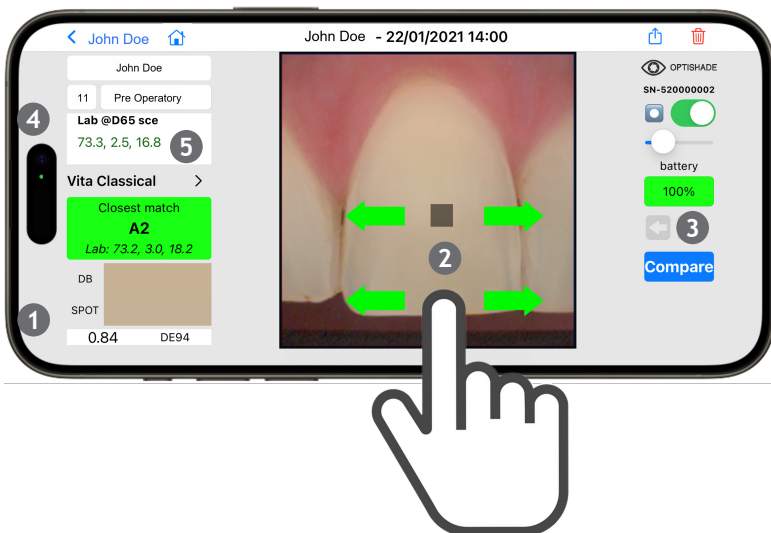 John Doe
John Doe - 22/01/2021 14:00
John Doe
11 Pre Operatory
Lab @D65 sce
73.3, 2.5, 16.8
Vita Classical
Closest match
A2
Lab: 73.2, 3.0, 18.2
DB
SPOT
0.84 DE94
4
5
1
2
OPTISHADE
SN-520000002
battery
100%
3
Compare